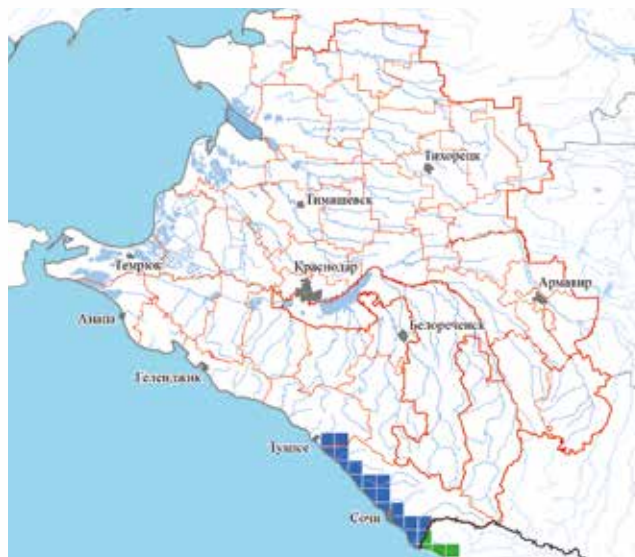 Тихорецк
Тимашевск
Темрюк
Краснодар
Армавир
Анапа
Белореченск
Геленджик
Туапсе
Сочи